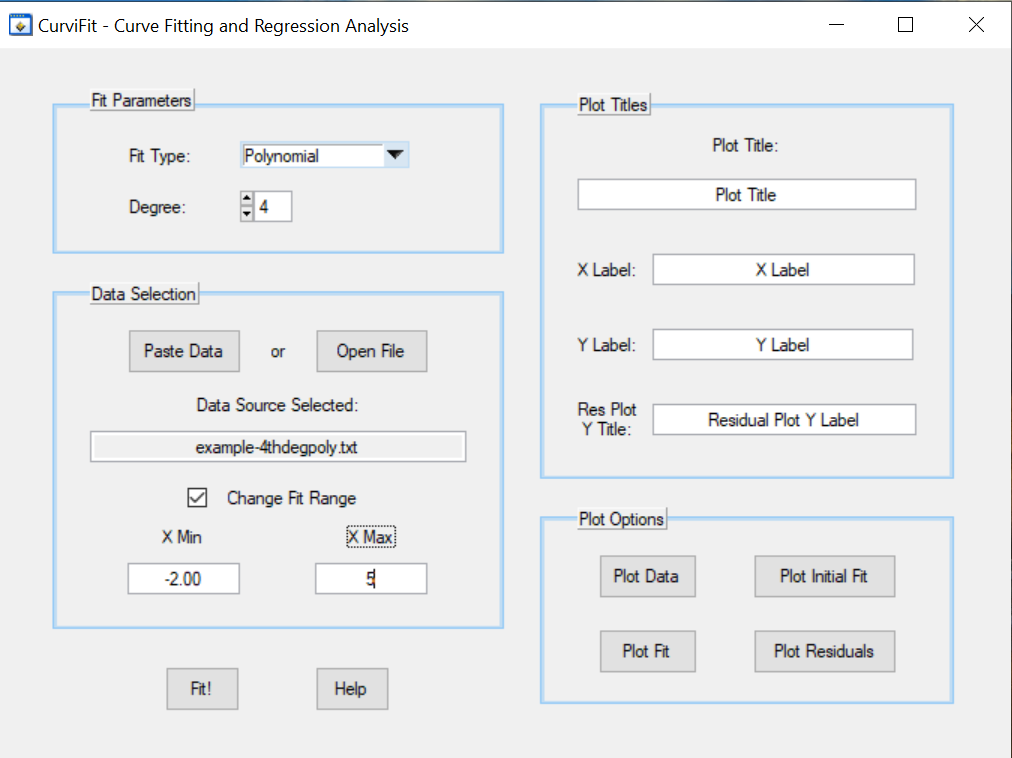 CurviFit - Curve Fitting and Regression Analysis
Fit Parameters
Fit Type: Polynomial
Degree: 4
Data Selection
Paste Data or Open File
Data Source Selected:
example-4thdegpoly.txt
Change Fit Range
X Min X Max
-2.00 5
Fit! Help
Plot Titles
Plot Title:
Plot Title
X Label: X Label
Y Label: Y Label
Res Plot
Y Title: Residual Plot Y Label
Plot Options
Plot Data Plot Initial Fit
Plot Fit Plot Residuals